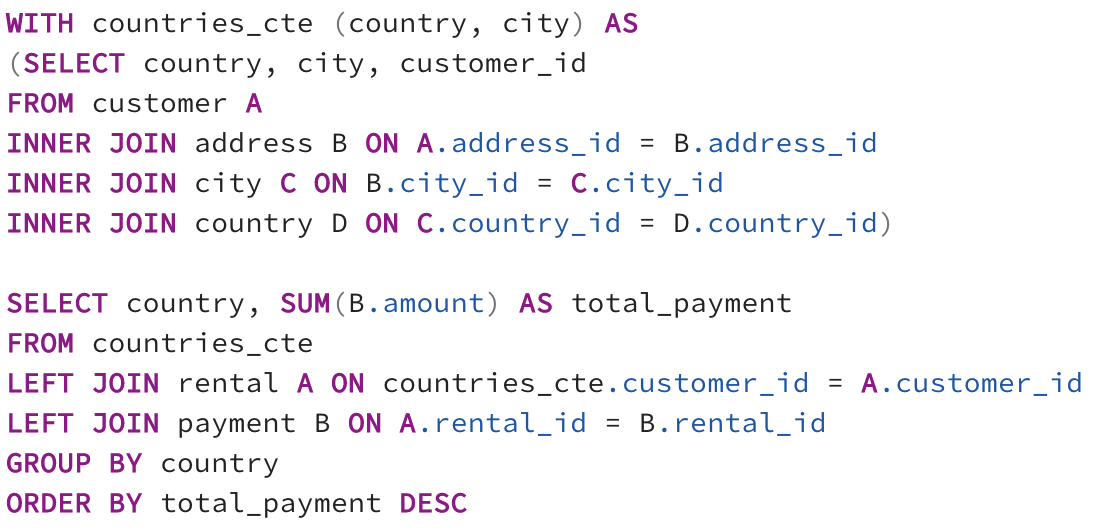 WITH countries_cte (country, city) AS
(SELECT country, city, customer_id
FROM customer A
INNER JOIN address B ON A.address_id = B.address_id
INNER JOIN city C ON B.city_id = C.city_id
INNER JOIN country D ON C.country_id = D.country_id)
SELECT country, SUM(B.amount) AS total_payment
FROM countries_cte
LEFT JOIN rental A ON countries_cte.customer_id = A.customer_id
LEFT JOIN payment B ON A.rental_id = B.rental_id
GROUP BY country
ORDER BY total_payment DESC